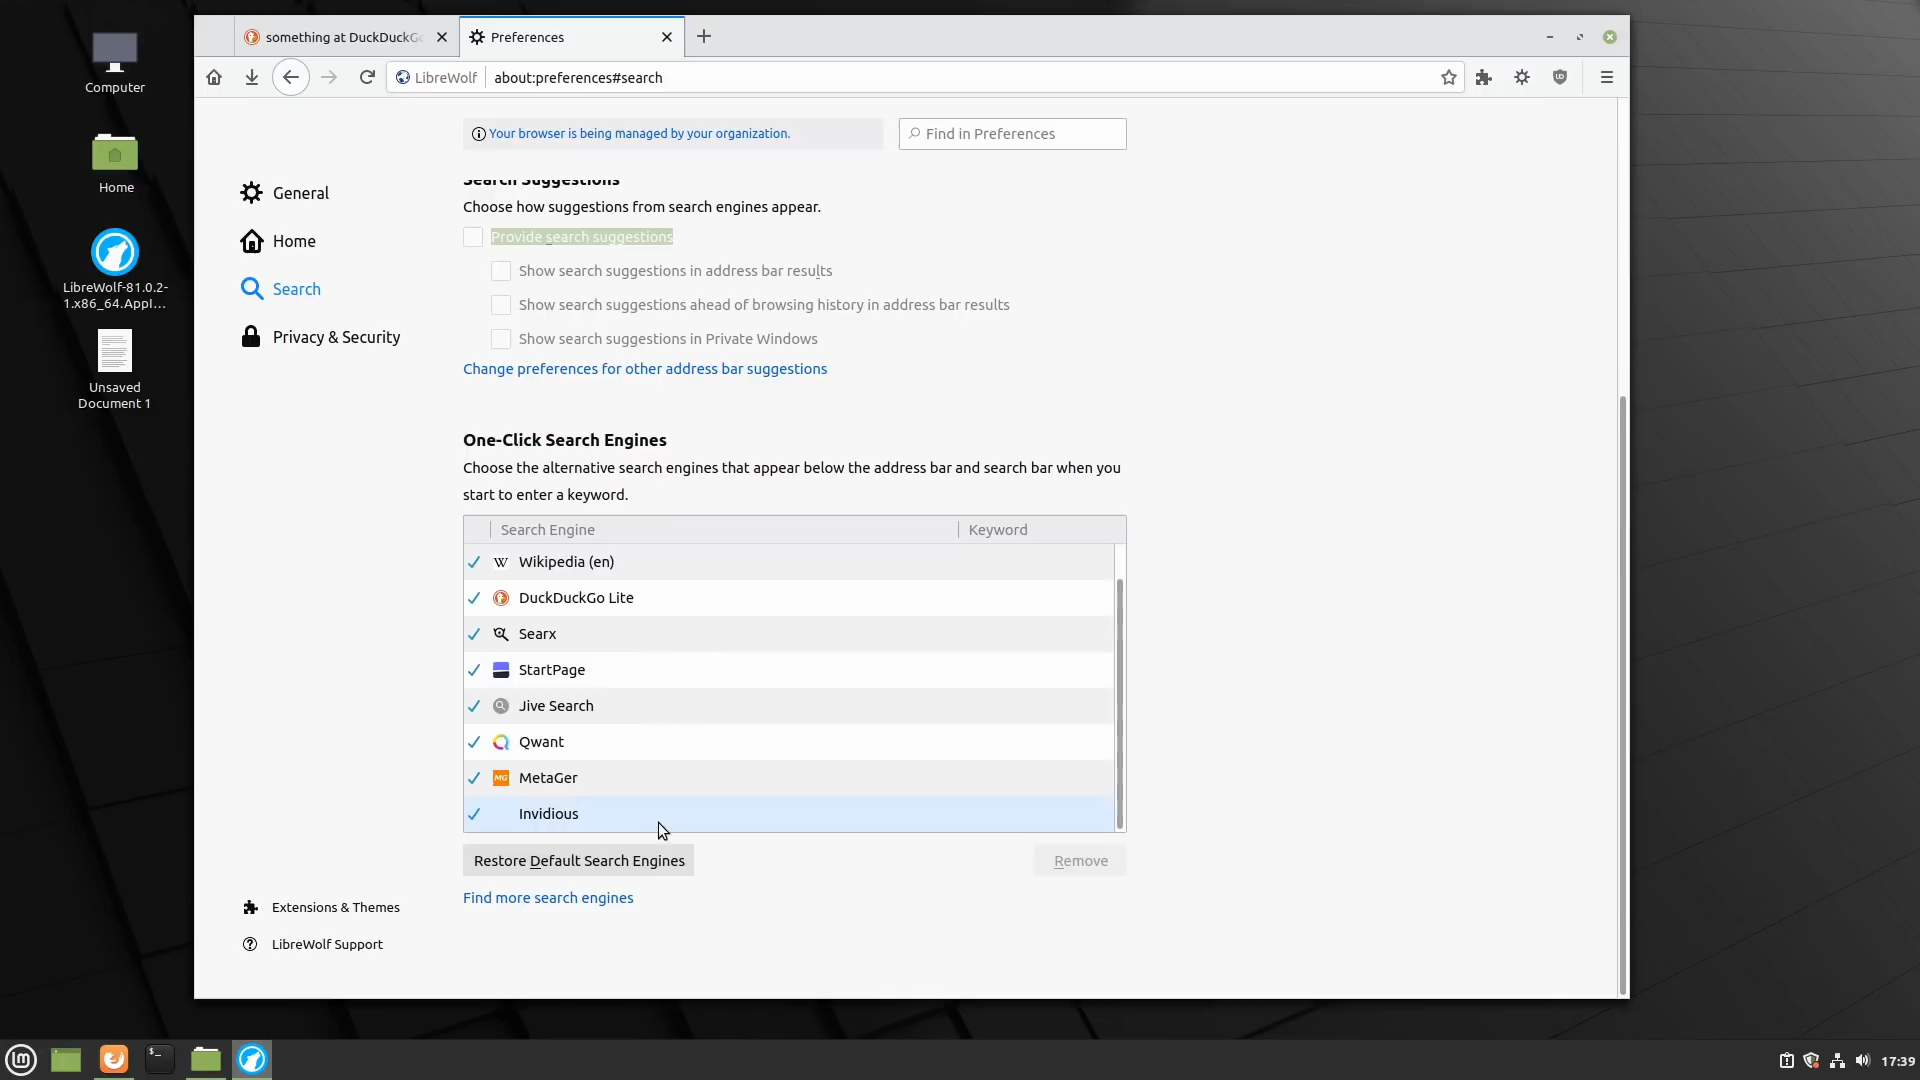 Computer
Home
LibreWolf-81.0.2-
1.x86_64.AppI...
Unsaved
Document 1
something at DuckDuckGo
Preferences
LibreWolf
about:preferences#search
Your browser is being managed by your organization.
Find in Preferences
General
Home
Search
Privacy & Security
Extensions & Themes
LibreWolf Support
Search Suggestions
Choose how suggestions from search engines appear.
Provide search suggestions
Show search suggestions in address bar results
Show search suggestions ahead of browsing history in address bar results
Show search suggestions in Private Windows
Change preferences for other address bar suggestions
One-Click Search Engines
Choose the alternative search engines that appear below the address bar and search bar when you
start to enter a keyword.
Search Engine Keyword
W Wikipedia (en)
DuckDuckGo Lite
Searx
StartPage
Jive Search
Qwant
MG MetaGer
Invidious
Restore Default Search Engines Remove
Find more search engines
17:39